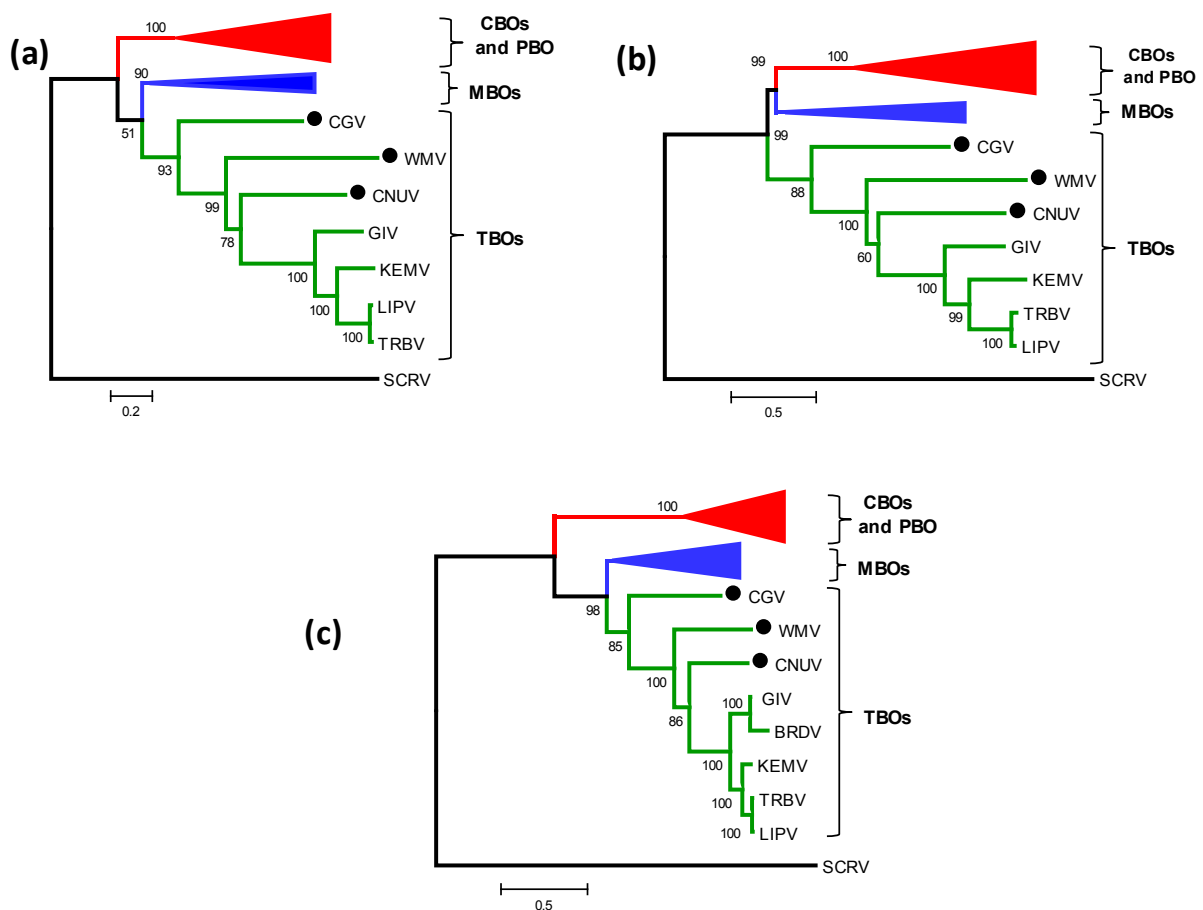 (a)
100
CBOs
and PBO
90
MBOs
51
CGV
93
WMV
99
CNUV
78
GIV
TBOs
100
KEMV
100
LIPV
100
TRBV
SCRV
0.2
(b)
99
100
CBOs
and PBO
MBOs
99
CGV
88
WMV
100
CNUV
60
GIV
TBOs
100
KEMV
99
TRBV
100
LIPV
SCRV
0.5
(c)
100
CBOs
and PBO
MBOs
98
CGV
85
WMV
100
CNUV
86
100
GIV
TBOs
BRDV
100
KEMV
100
TRBV
100
LIPV
SCRV
0.5